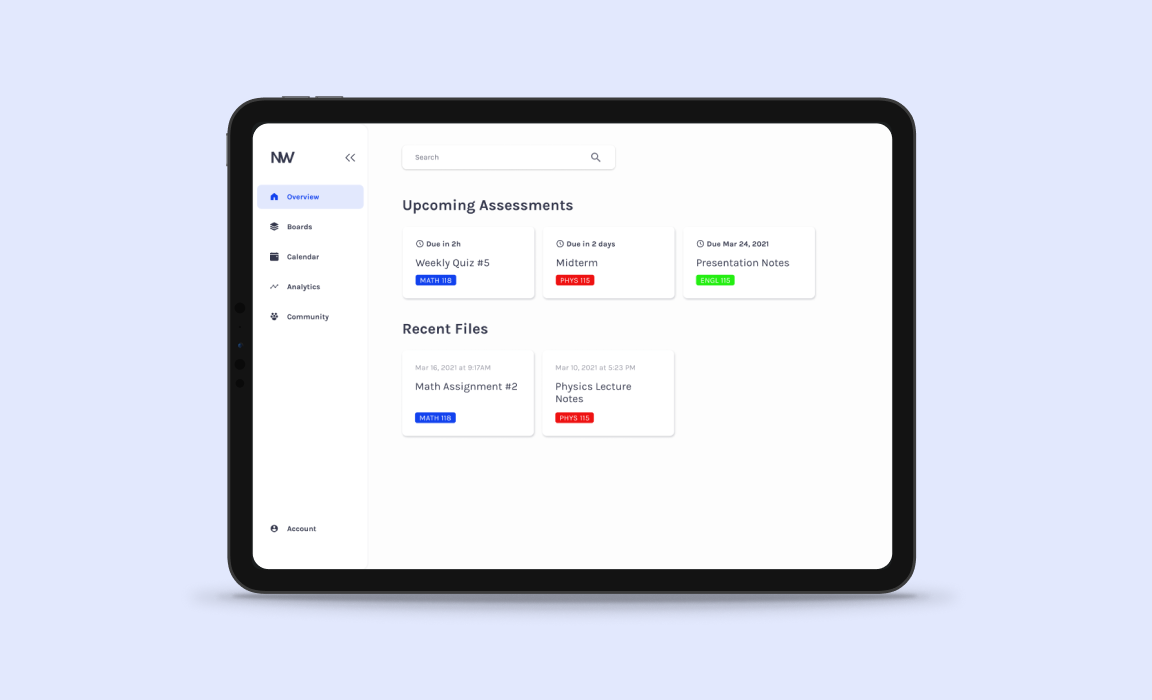 NW
Search
Overview
Boards
Calendar
Analytics
Community
Account
Upcoming Assessments
Due in 2h
Weekly Quiz #5
MATH 118
Due in 2 days
Midterm
PHYS 115
Due Mar 24, 2021
Presentation Notes
ENGL 115
Recent Files
Mar 16, 2021 at 9:17AM
Math Assignment #2
MATH 118
Mar 10, 2021 at 5:23 PM
Physics Lecture
Notes
PHYS 115